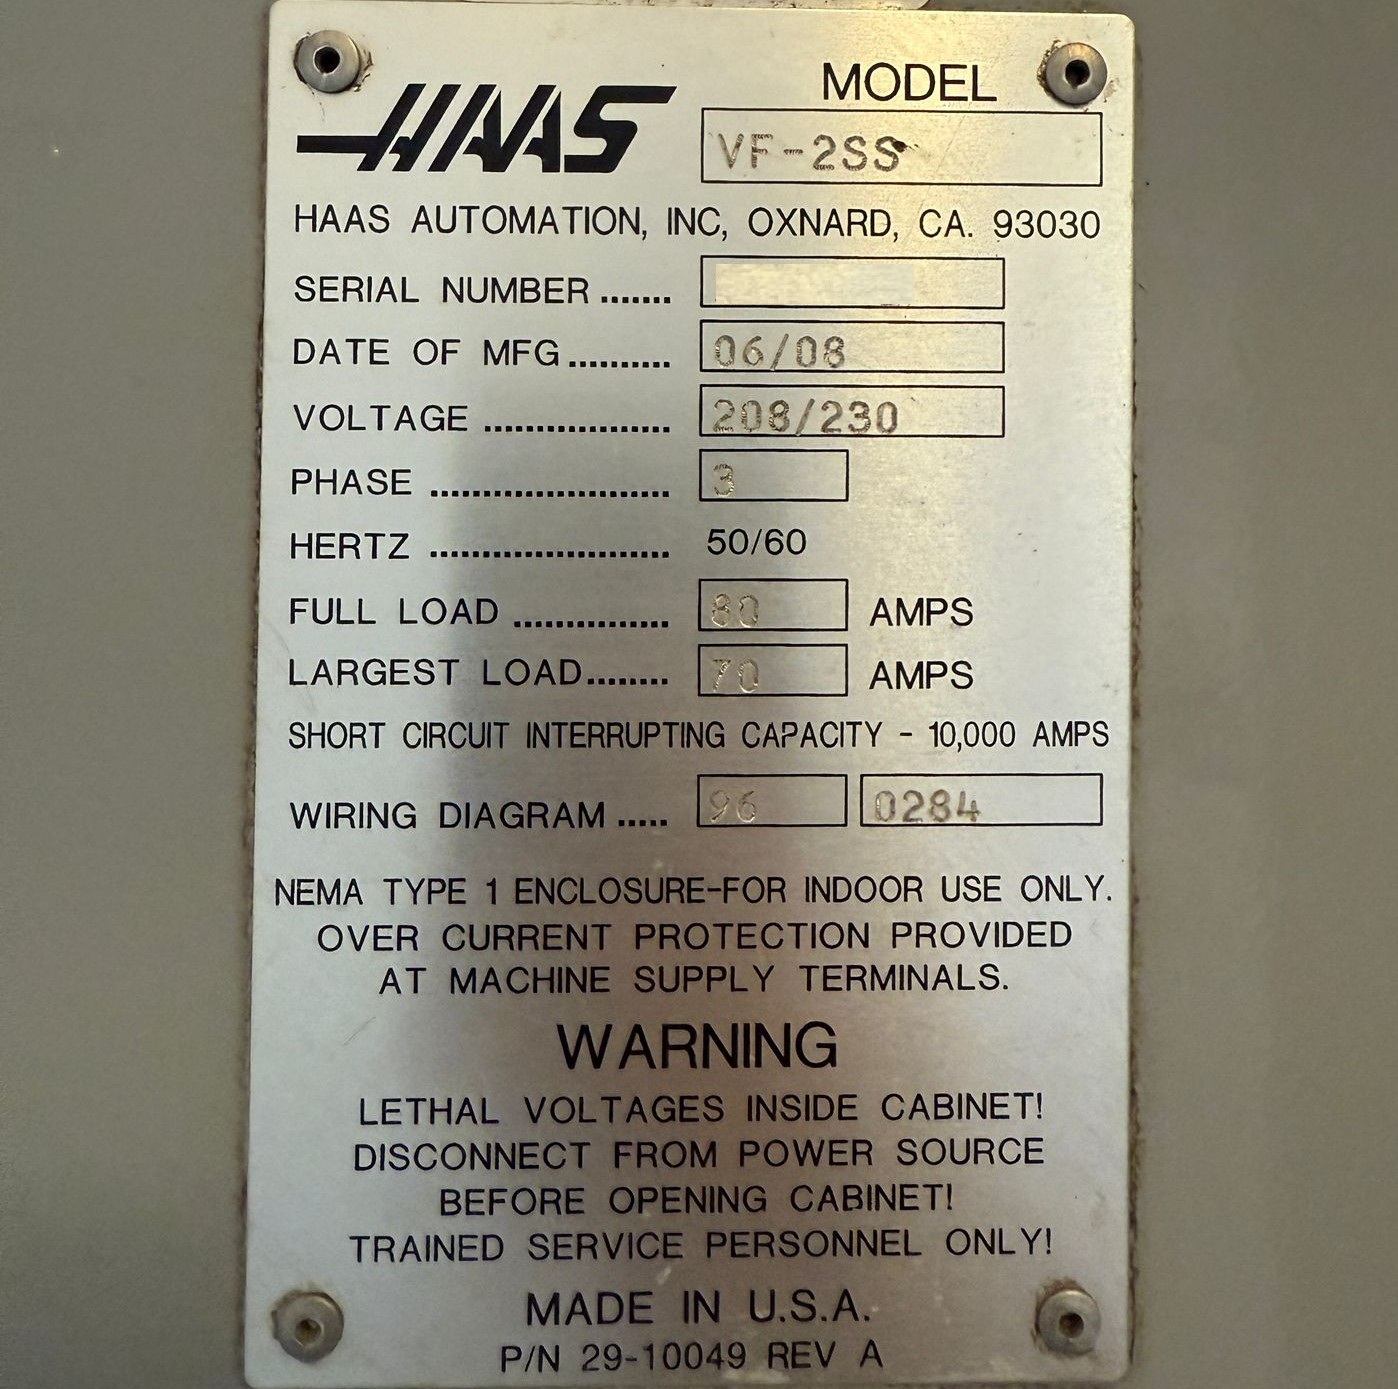 HAAS
MODEL
VF-2SS
HAAS AUTOMATION, INC, OXNARD, CA. 93030
SERIAL NUMBER .......
DATE OF MFG.......... 06/08
VOLTAGE .................. 208/230
PHASE ....................... 3
HERTZ ....................... 50/60
FULL LOAD ............... 80 AMPS
LARGEST LOAD........ 70 AMPS
SHORT CIRCUIT INTERRUPTING CAPACITY - 10,000 AMPS
WIRING DIAGRAM ..... 96 0284
NEMA TYPE 1 ENCLOSURE-FOR INDOOR USE ONLY.
OVER CURRENT PROTECTION PROVIDED
AT MACHINE SUPPLY TERMINALS.
WARNING
LETHAL VOLTAGES INSIDE CABINET!
DISCONNECT FROM POWER SOURCE
BEFORE OPENING CABINET!
TRAINED SERVICE PERSONNEL ONLY!
MADE IN U.S.A.
P/N 29-10049 REV A